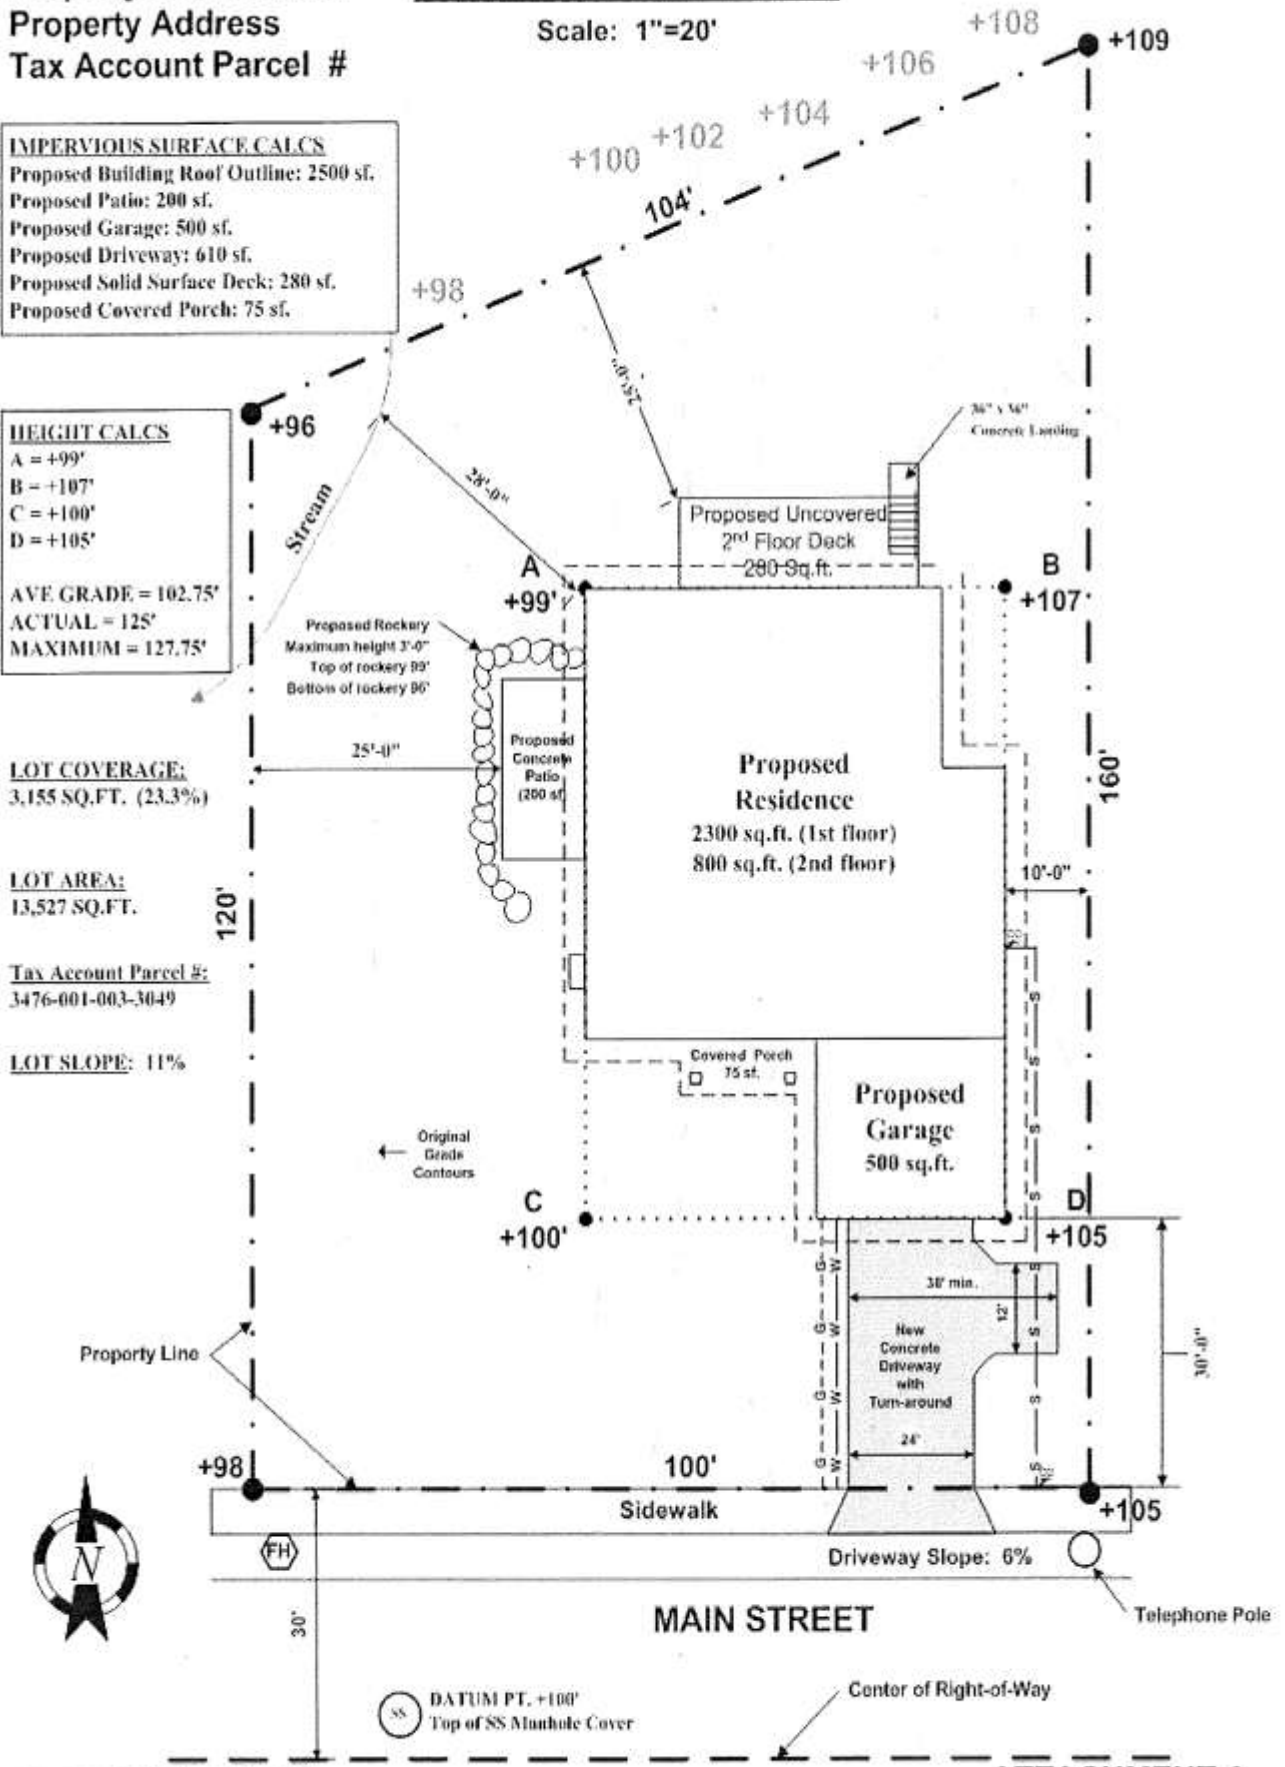 Property Address
Tax Account Parcel #
Scale: 1"=20'
+108
+109
+106
+104
+102
+100
104'
+98
IMPERVIOUS SURFACE CALCS
Proposed Building Roof Outline: 2500 sf.
Proposed Patio: 200 sf.
Proposed Garage: 500 sf.
Proposed Driveway: 610 sf.
Proposed Solid Surface Deck: 280 sf.
Proposed Covered Porch: 75 sf.
+96
HEIGHT CALCS
A = +99'
B = +107'
C = +100'
D = +105'
AVE GRADE = 102.75'
ACTUAL = 125'
MAXIMUM = 127.75'
Stream
28'-0"
25'-0"
36" x 36"
Concrete Landing
Proposed Uncovered
2nd Floor Deck
280 Sq.ft.
A
+99'
B
+107
Proposed Rockery
Maximum height 3'-0"
Top of rockery 99'
Bottom of rockery 96'
25'-0"
Proposed
Concrete
Patio
(200 sf
Proposed
Residence
2300 sq.ft. (1st floor)
800 sq.ft. (2nd floor)
160'
10'-0"
LOT COVERAGE:
3,155 SQ.FT. (23.3%)
LOT AREA:
13,527 SQ.FT.
120'
Tax Account Parcel #:
3476-001-003-3049
LOT SLOPE: 11%
Covered Porch
75 sf.
Proposed
Garage
500 sq.ft.
Original
Grade
Contours
C
+100'
D
+105
S
S
S
S
S
S
S
S
G W
G W
G W
G W
30' min.
12'
New
Concrete
Driveway
with
Turn-around
24'
30'-0"
Property Line
+98
100'
+105
Sidewalk
N
FH
Driveway Slope: 6%
Telephone Pole
30"
MAIN STREET
SS
DATUM PT. +100'
Top of SS Manhole Cover
Center of Right-of-Way